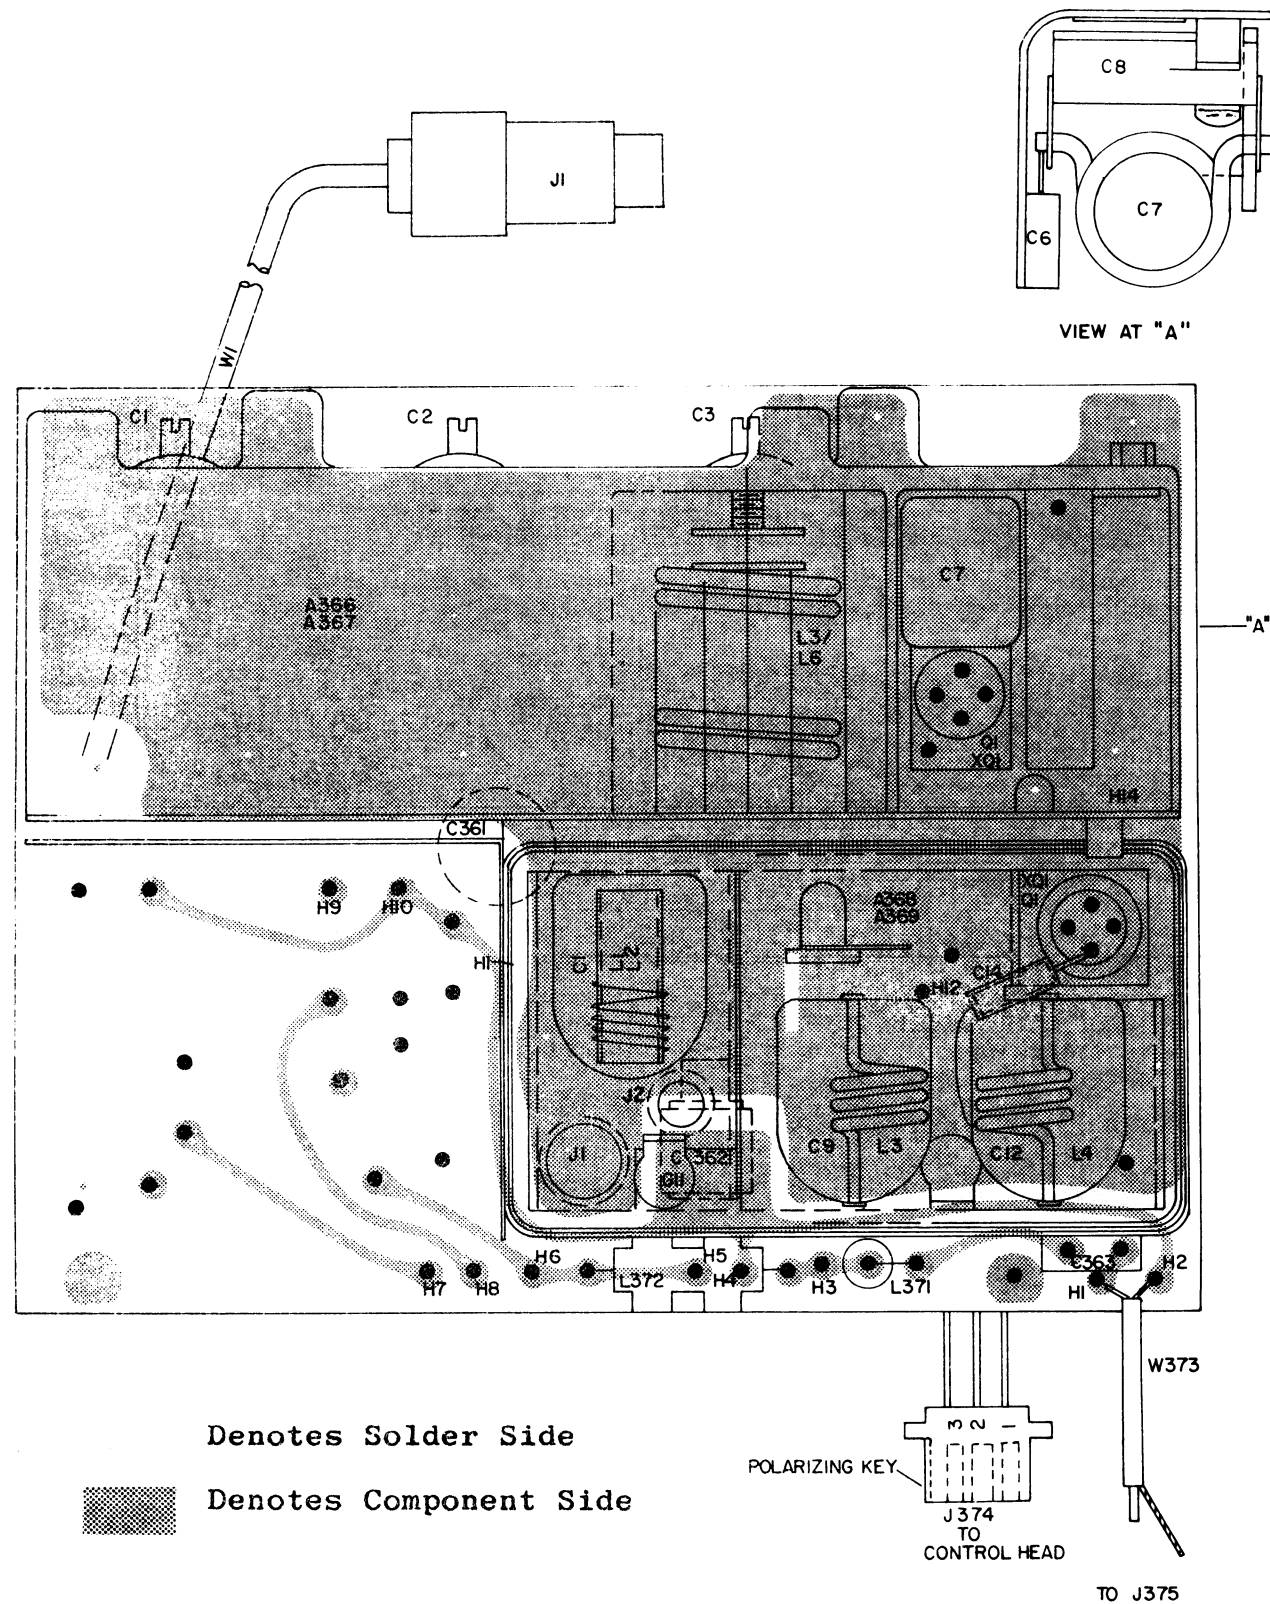 C8
C7
C6
VIEW AT "A"
J1
W1
C1
C2
C3
A366
A367
L3/
L6
C7
"A"
Q1
XQ1
H14
C361
H9
H10
H1
C1
L1
L2
A368
A369
XQ1
Q1
C14
H12
J2
J1
C362
G11
C9
L3
C12
L4
H6
H5
H7
H8
L372
H4
H3
L371
C363
H1
H2
W373
3
2
1
POLARIZING KEY
J374
TO
CONTROL HEAD
TO J375
Denotes Solder Side
Denotes Component Side